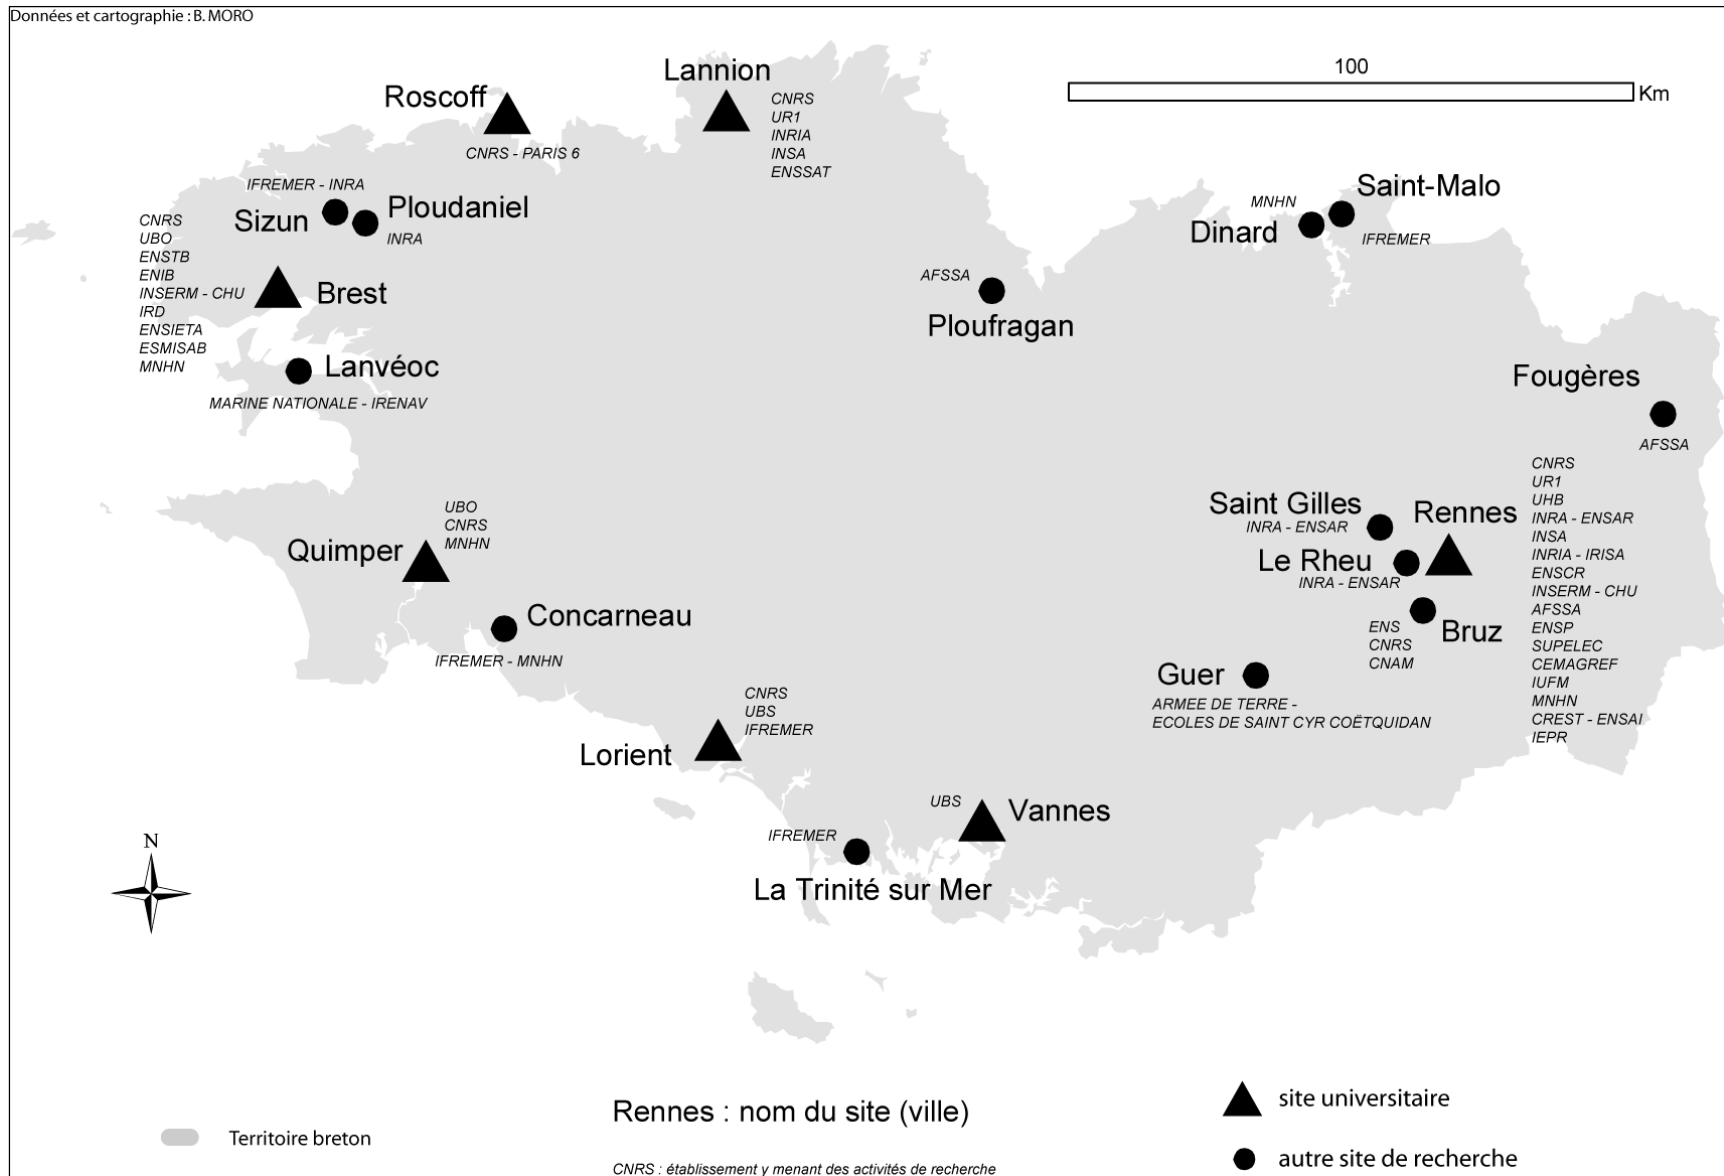 Données et cartographie : B. MORO
Lannion
CNRS
UR1
INRIA
INSA
ENSSAT
100
Km
Roscoff
CNRS - PARIS 6
IFREMER - INRA
Sizun
Ploudaniel
INRA
CNRS
UBO
ENSTB
ENIB
INSERM - CHU
IRD
ENSIETA
ESMISAB
MNHN
Brest
Lanvéoc
MARINE NATIONALE - IRENAV
Saint-Malo
IFREMER
MNHN
Dinard
AFSSA
Ploufragan
Fougères
AFSSA
UBO
CNRS
MNHN
Quimper
Concarneau
IFREMER - MNHN
Saint Gilles
INRA - ENSAR
Le Rheu
INRA - ENSAR
Rennes
CNRS
UR1
UHB
INRA - ENSAR
INSA
INRIA - IRISA
ENSCR
INSERM - CHU
AFSSA
ENSP
SUPELEC
CEMAGREF
IUFM
MNHN
CREST - ENSAI
IEPR
ENS
CNRS
CNAM
Bruz
Guer
ARMEE DE TERRE -
ECOLES DE SAINT CYR COËTQUIDAN
CNRS
UBS
IFREMER
Lorient
UBS
Vannes
IFREMER
La Trinité sur Mer
N
Territoire breton
Rennes : nom du site (ville)
CNRS : établissement y menant des activités de recherche
site universitaire
autre site de recherche